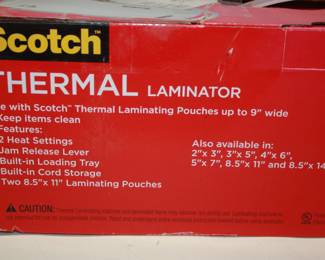 Scotch™
THERMAL LAMINATOR
e with Scotch™ Thermal Laminating Pouches up to 9" wide
Keep items clean
Features:
2 Heat Settings
Jam Release Lever
Built-in Loading Tray
Built-in Cord Storage
Two 8.5"x 11" Laminating Pouches
Also available in:
2"x 3", 3"x 5", 4"x 6",
5"x 7", 8.5"x 11" and 8.5"x 14
CAUTION: